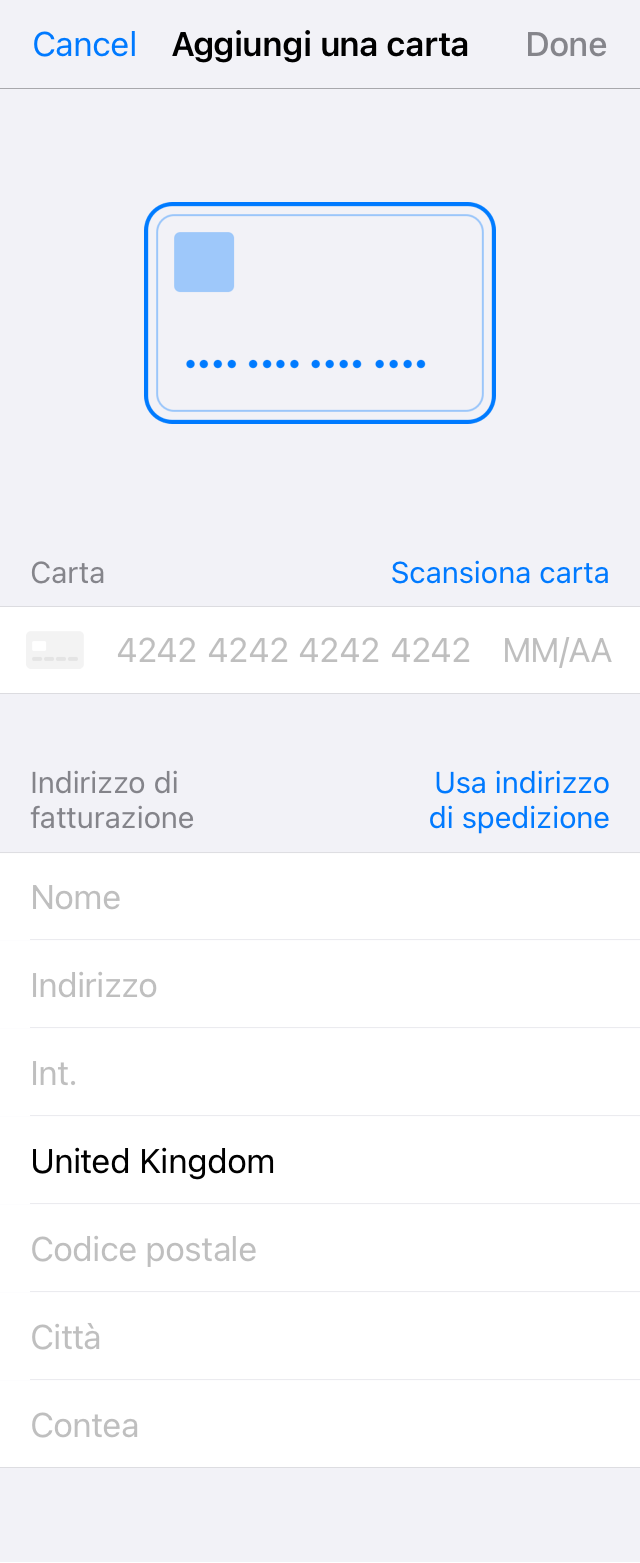 Cancel Aggiungi una carta Done
•••• •••• •••• ••••
Carta Scansiona carta
4242 4242 4242 4242 MM/AA
Indirizzo di
fatturazione
Usa indirizzo
di spedizione
Nome
Indirizzo
Int.
United Kingdom
Codice postale
Città
Contea